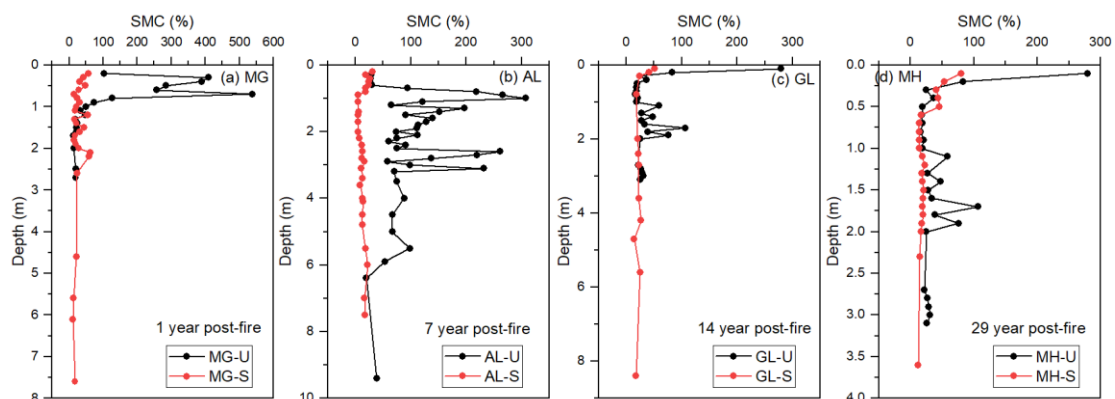 SMC (%)
0 100 200 300 400 500 600
0
1
2
3
4
5
6
7
8
Depth (m)
(a) MG
1 year post-fire
MG-U
MG-S
SMC (%)
0 100 200 300 400
0
2
4
6
8
10
Depth (m)
(b) AL
7 year post-fire
AL-U
AL-S
SMC (%)
0 100 200 300
0
2
4
6
8
Depth (m)
(c) GL
14 year post-fire
GL-U
GL-S
SMC (%)
0 100 200 300
0.0
0.5
1.0
1.5
2.0
2.5
3.0
3.5
4.0
Depth (m)
(d) MH
29 year post-fire
MH-U
MH-S